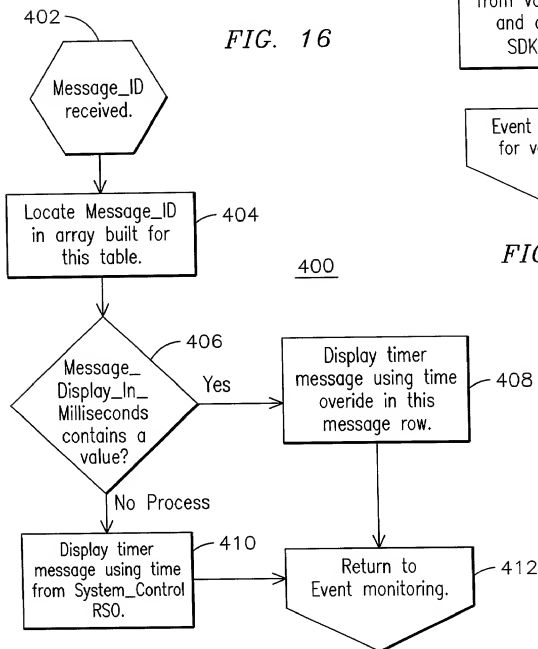 402
FIG. 16
Message_ID
received.
Locate Message_ID
in array built for
this table.
404
400
Message_
Display_In_
Milliseconds
contains a
value?
406
Yes
Display timer
message using time
overide in this
message row.
408
No Process
Display timer
message using time
from System_Control
RSO.
410
Return to
Event monitoring.
412
from
and
SDK
Event
for